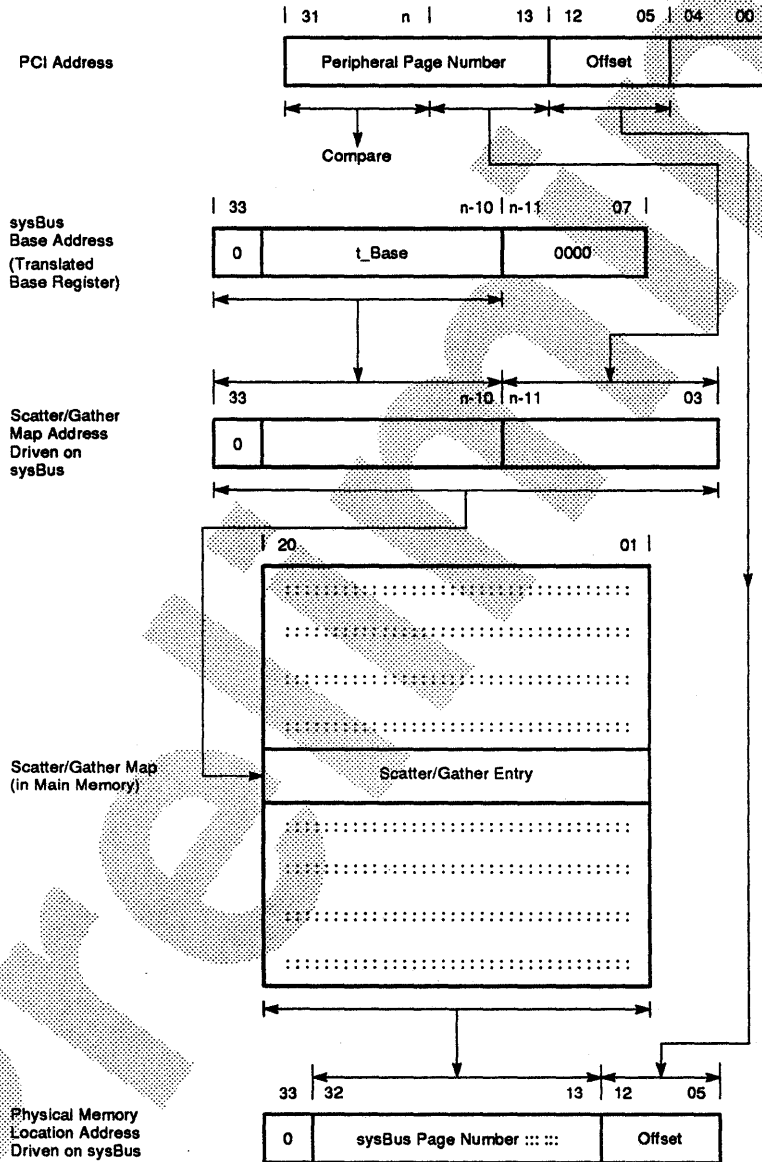 31 n 13 12 05 04 00
PCI Address
Peripheral Page Number
Offset
Compare
33 n-10 n-11 07
sysBus
Base Address
(Translated
Base Register)
0
t_Base
0000
33 n-10 n-11 03
Scatter/Gather
Map Address
Driven on
sysBus
0
20 01
Scatter/Gather Map
(in Main Memory)
Scatter/Gather Entry
33 32 13 12 05
Physical Memory
Location Address
Driven on sysBus
0
sysBus Page Number
Offset